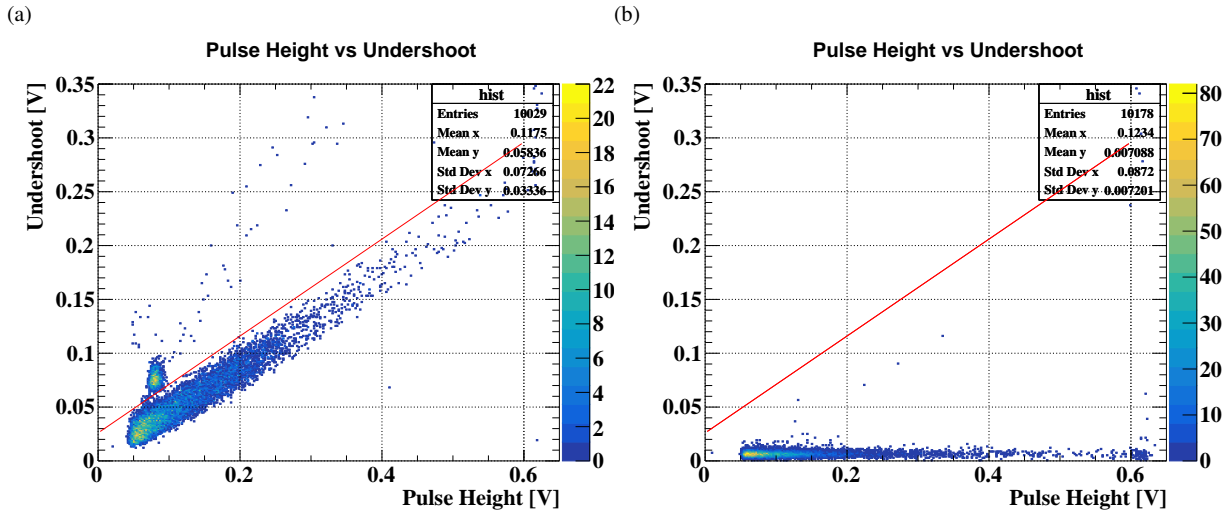 (a)
(b)
Pulse Height vs Undershoot
Undershoot [V]
0.35
0.3
0.25
0.2
0.15
0.1
0.05
0
hist
Entries 10029
Mean x 0.1175
Mean y 0.05836
Std Dev x 0.07266
Std Dev y 0.03336
22
20
18
16
14
12
10
8
6
4
2
0
0 0.2 0.4 0.6
Pulse Height [V]
Pulse Height vs Undershoot
Undershoot [V]
0.35
0.3
0.25
0.2
0.15
0.1
0.05
0
hist
Entries 10178
Mean x 0.1234
Mean y 0.007088
Std Dev x 0.0872
Std Dev y 0.007201
80
70
60
50
40
30
20
10
0
0 0.2 0.4 0.6
Pulse Height [V]